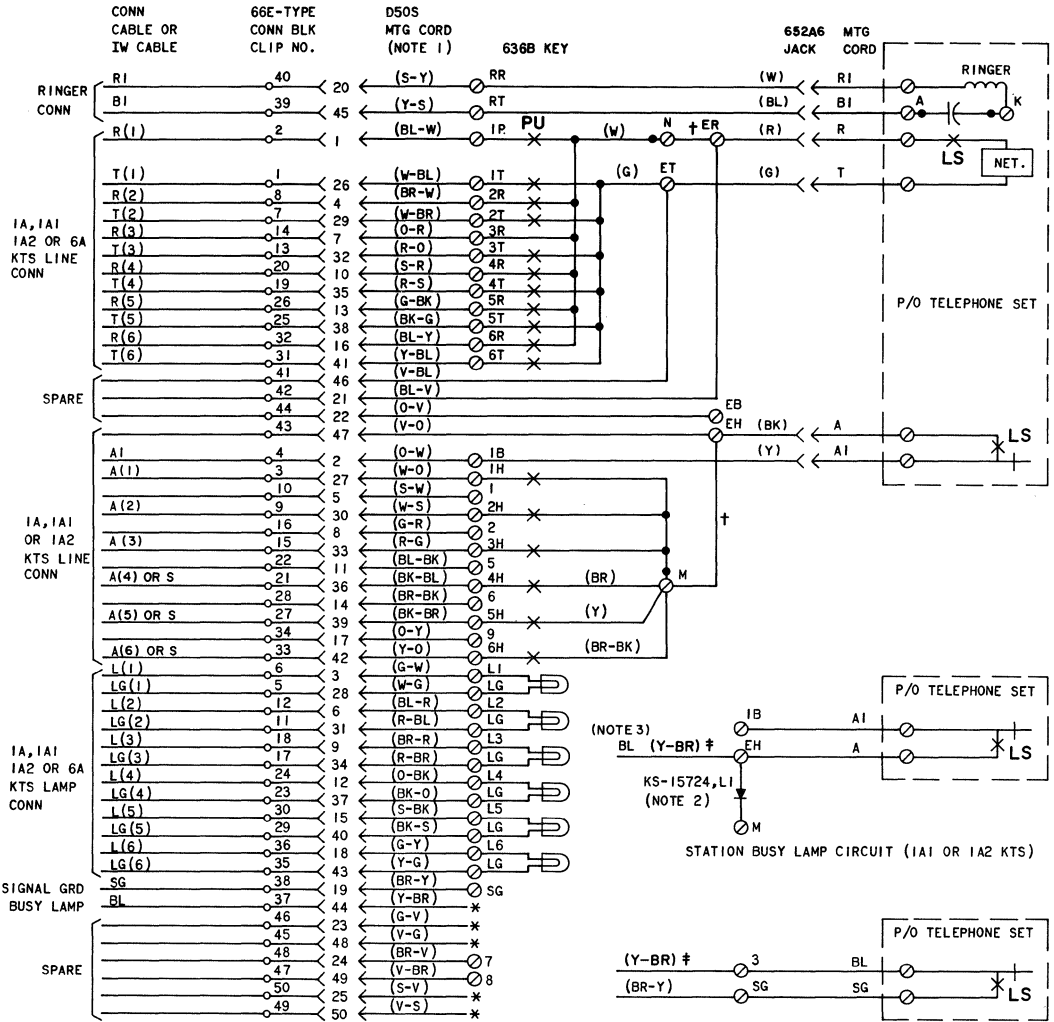 CONN CABLE OR IW CABLE
66E-TYPE CONN BLK CLIP NO.
D50S MTG CORD (NOTE 1)
636B KEY
652A6 JACK
MTG CORD
RINGER CONN
RI 40 20 (S-Y) RR (W) RI RINGER
BI 39 45 (Y-S) RT (BL) BI A K
R(1) 2 1 (BL-W) 1R PU (W) N † ER (R) R LS NET.
T(1) 1 26 (W-BL) 1T (G) ET (G) T
R(2) 8 4 (BR-W) 2R
T(2) 7 29 (W-BR) 2T
R(3) 14 7 (O-R) 3R
1A,1A1 1A2 OR 6A KTS LINE CONN
T(3) 13 32 (R-O) 3T
R(4) 20 10 (S-R) 4R
T(4) 19 35 (R-S) 4T
R(5) 26 13 (G-BK) 5R P/O TELEPHONE SET
T(5) 25 38 (BK-G) 5T
R(6) 32 16 (BL-Y) 6R
T(6) 31 41 (Y-BL) 6T
SPARE
41 46 (V-BL)
42 21 (BL-V)
44 22 (O-V) EB
43 47 (V-O) EH (BK) A LS
A1 4 2 (O-W) 1B (Y) A1
A(1) 3 27 (W-O) 1H
10 5 (S-W) 1
A(2) 9 30 (W-S) 2H
16 8 (G-R) 2 †
1A,1A1 OR 1A2 KTS LINE CONN
A(3) 15 33 (R-G) 3H
22 11 (BL-BK) 5
A(4) OR S 21 36 (BK-BL) 4H (BR) M
28 14 (BR-BK) 6
A(5) OR S 27 39 (BK-BR) 5H (Y)
34 17 (O-Y) 9
A(6) OR S 33 42 (Y-O) 6H (BR-BK)
L(1) 6 3 (G-W) L1
LG(1) 5 28 (W-G) LG
L(2) 12 6 (BL-R) L2
LG(2) 11 31 (R-BL) LG
L(3) 18 9 (BR-R) L3
1A,1A1 1A2 OR 6A KTS LAMP CONN
LG(3) 17 34 (R-BR) LG
L(4) 24 12 (O-BK) L4
LG(4) 23 37 (BK-O) LG
L(5) 30 15 (S-BK) L5
LG(5) 29 40 (BK-S) LG
L(6) 36 18 (G-Y) L6
LG(6) 35 43 (Y-G) LG
SIGNAL GRD SG 38 19 (BR-Y) SG
BUSY LAMP BL 37 44 (Y-BR) *
46 23 (G-V) *
45 48 (V-G) *
SPARE
48 24 (BR-V) 7
47 49 (V-BR) 8
50 25 (S-V) *
49 50 (V-S) *
P/O TELEPHONE SET
1B A1
(NOTE 3) BL (Y-BR) ‡ EH A LS
KS-15724,L1 (NOTE 2)
M
STATION BUSY LAMP CIRCUIT (1A1 OR 1A2 KTS)
P/O TELEPHONE SET
(Y-BR) ‡ 3 BL
(BR-Y) SG SG LS